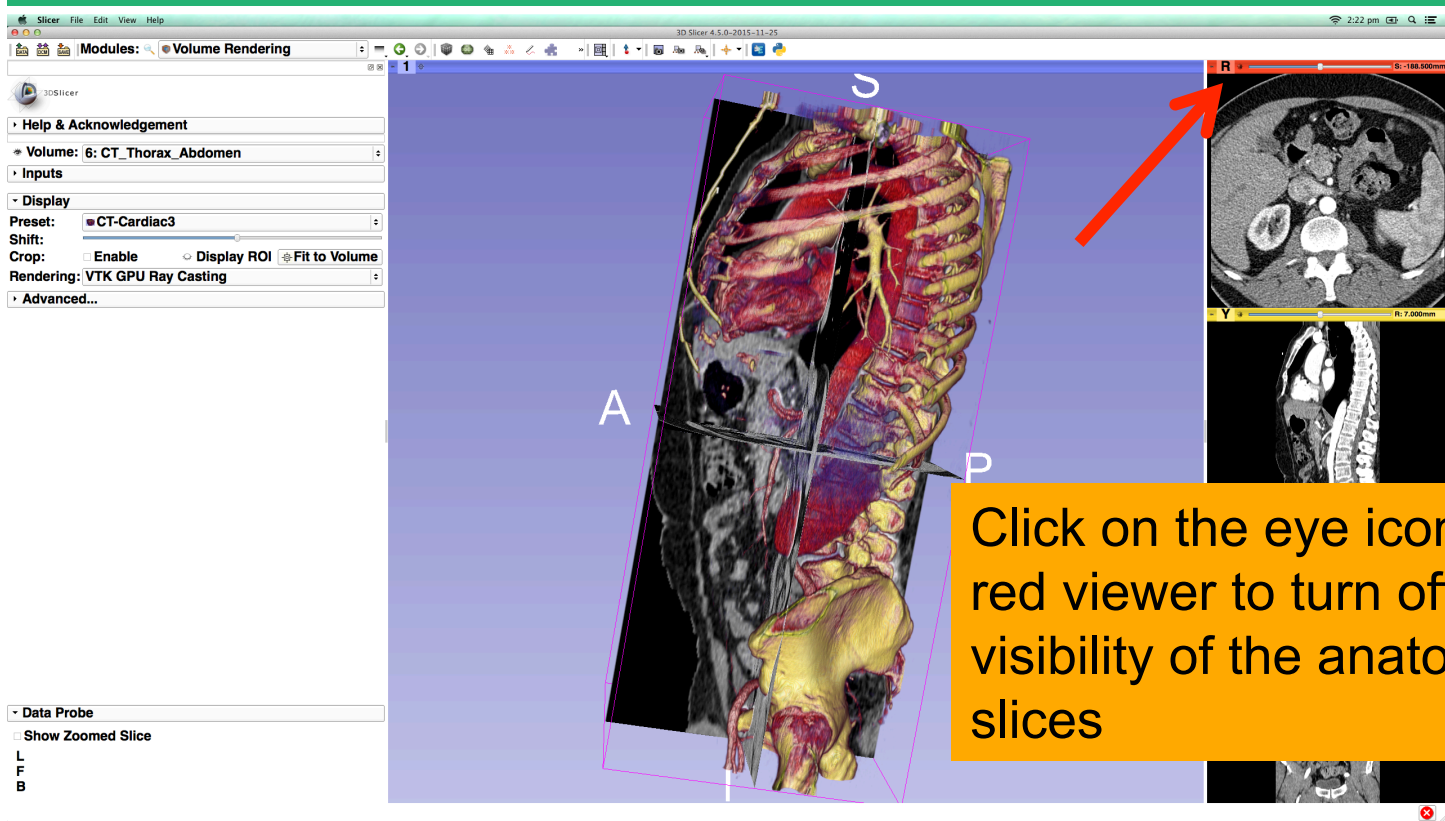 Slicer File Edit View Help 2:22 pm
3D Slicer 4.5.0-2015-11-25
DATA DCM SAVE Modules: Volume Rendering
1
R S: -188.500mm
3DSlicer
Help & Acknowledgement
Volume: 6: CT_Thorax_Abdomen
Inputs
Display
Preset: CT-Cardiac3
Shift:
Crop: Enable Display ROI Fit to Volume
Rendering: VTK GPU Ray Casting
Advanced...
S
A
P
I
Y R: 7.000mm
Click on the eye icon
red viewer to turn of
visibility of the anato
slices
Data Probe
Show Zoomed Slice
L
F
B